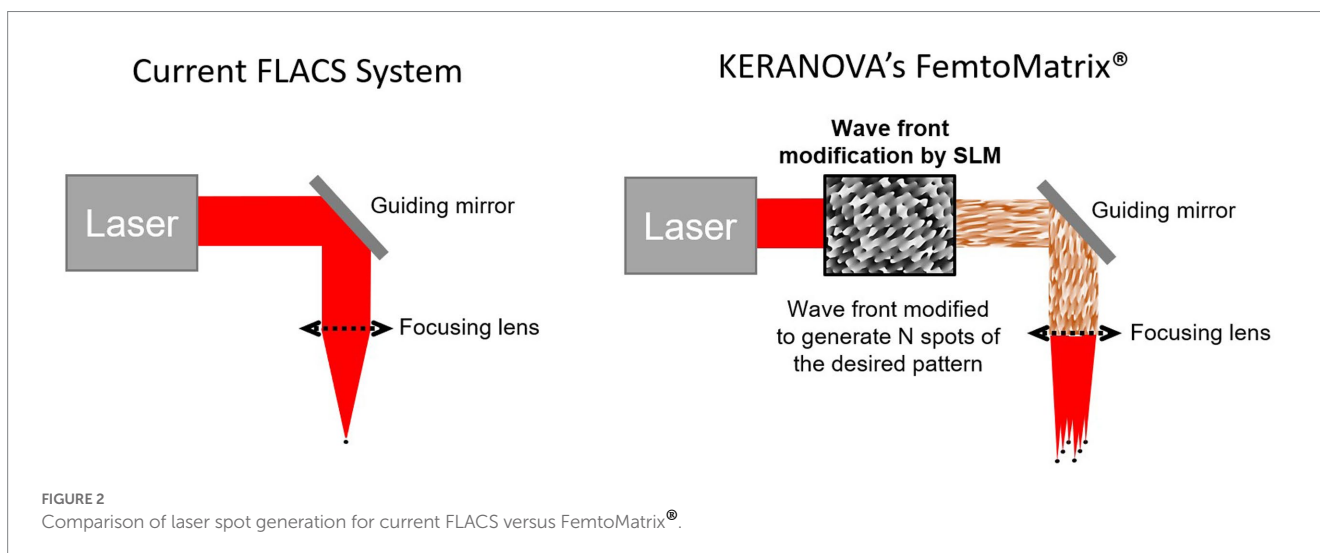 Current FLACS System
Laser
Guiding mirror
Focusing lens
KERANOVA's FemtoMatrix®
Wave front
modification by SLM
Laser
Guiding mirror
Wave front modified
to generate N spots of
the desired pattern
Focusing lens
FIGURE 2
Comparison of laser spot generation for current FLACS versus FemtoMatrix®.